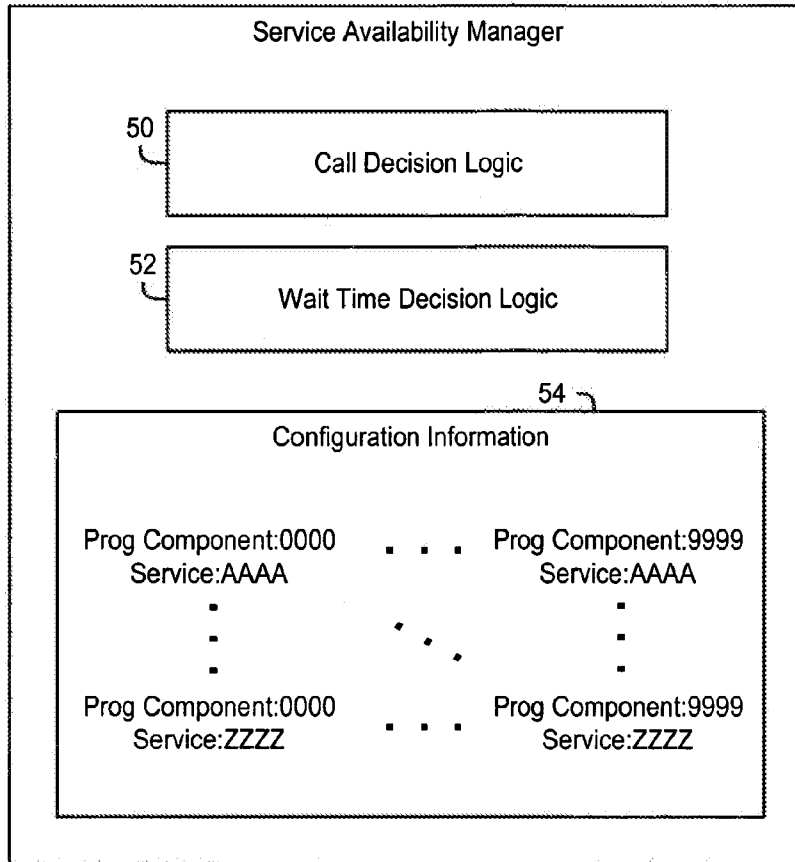 Service Availability Manager
50
Call Decision Logic
52
Wait Time Decision Logic
54
Configuration Information
Prog Component:0000 . . . Prog Component:9999
Service:AAAA Service:AAAA
Prog Component:0000 . . . Prog Component:9999
Service:ZZZZ Service:ZZZZ